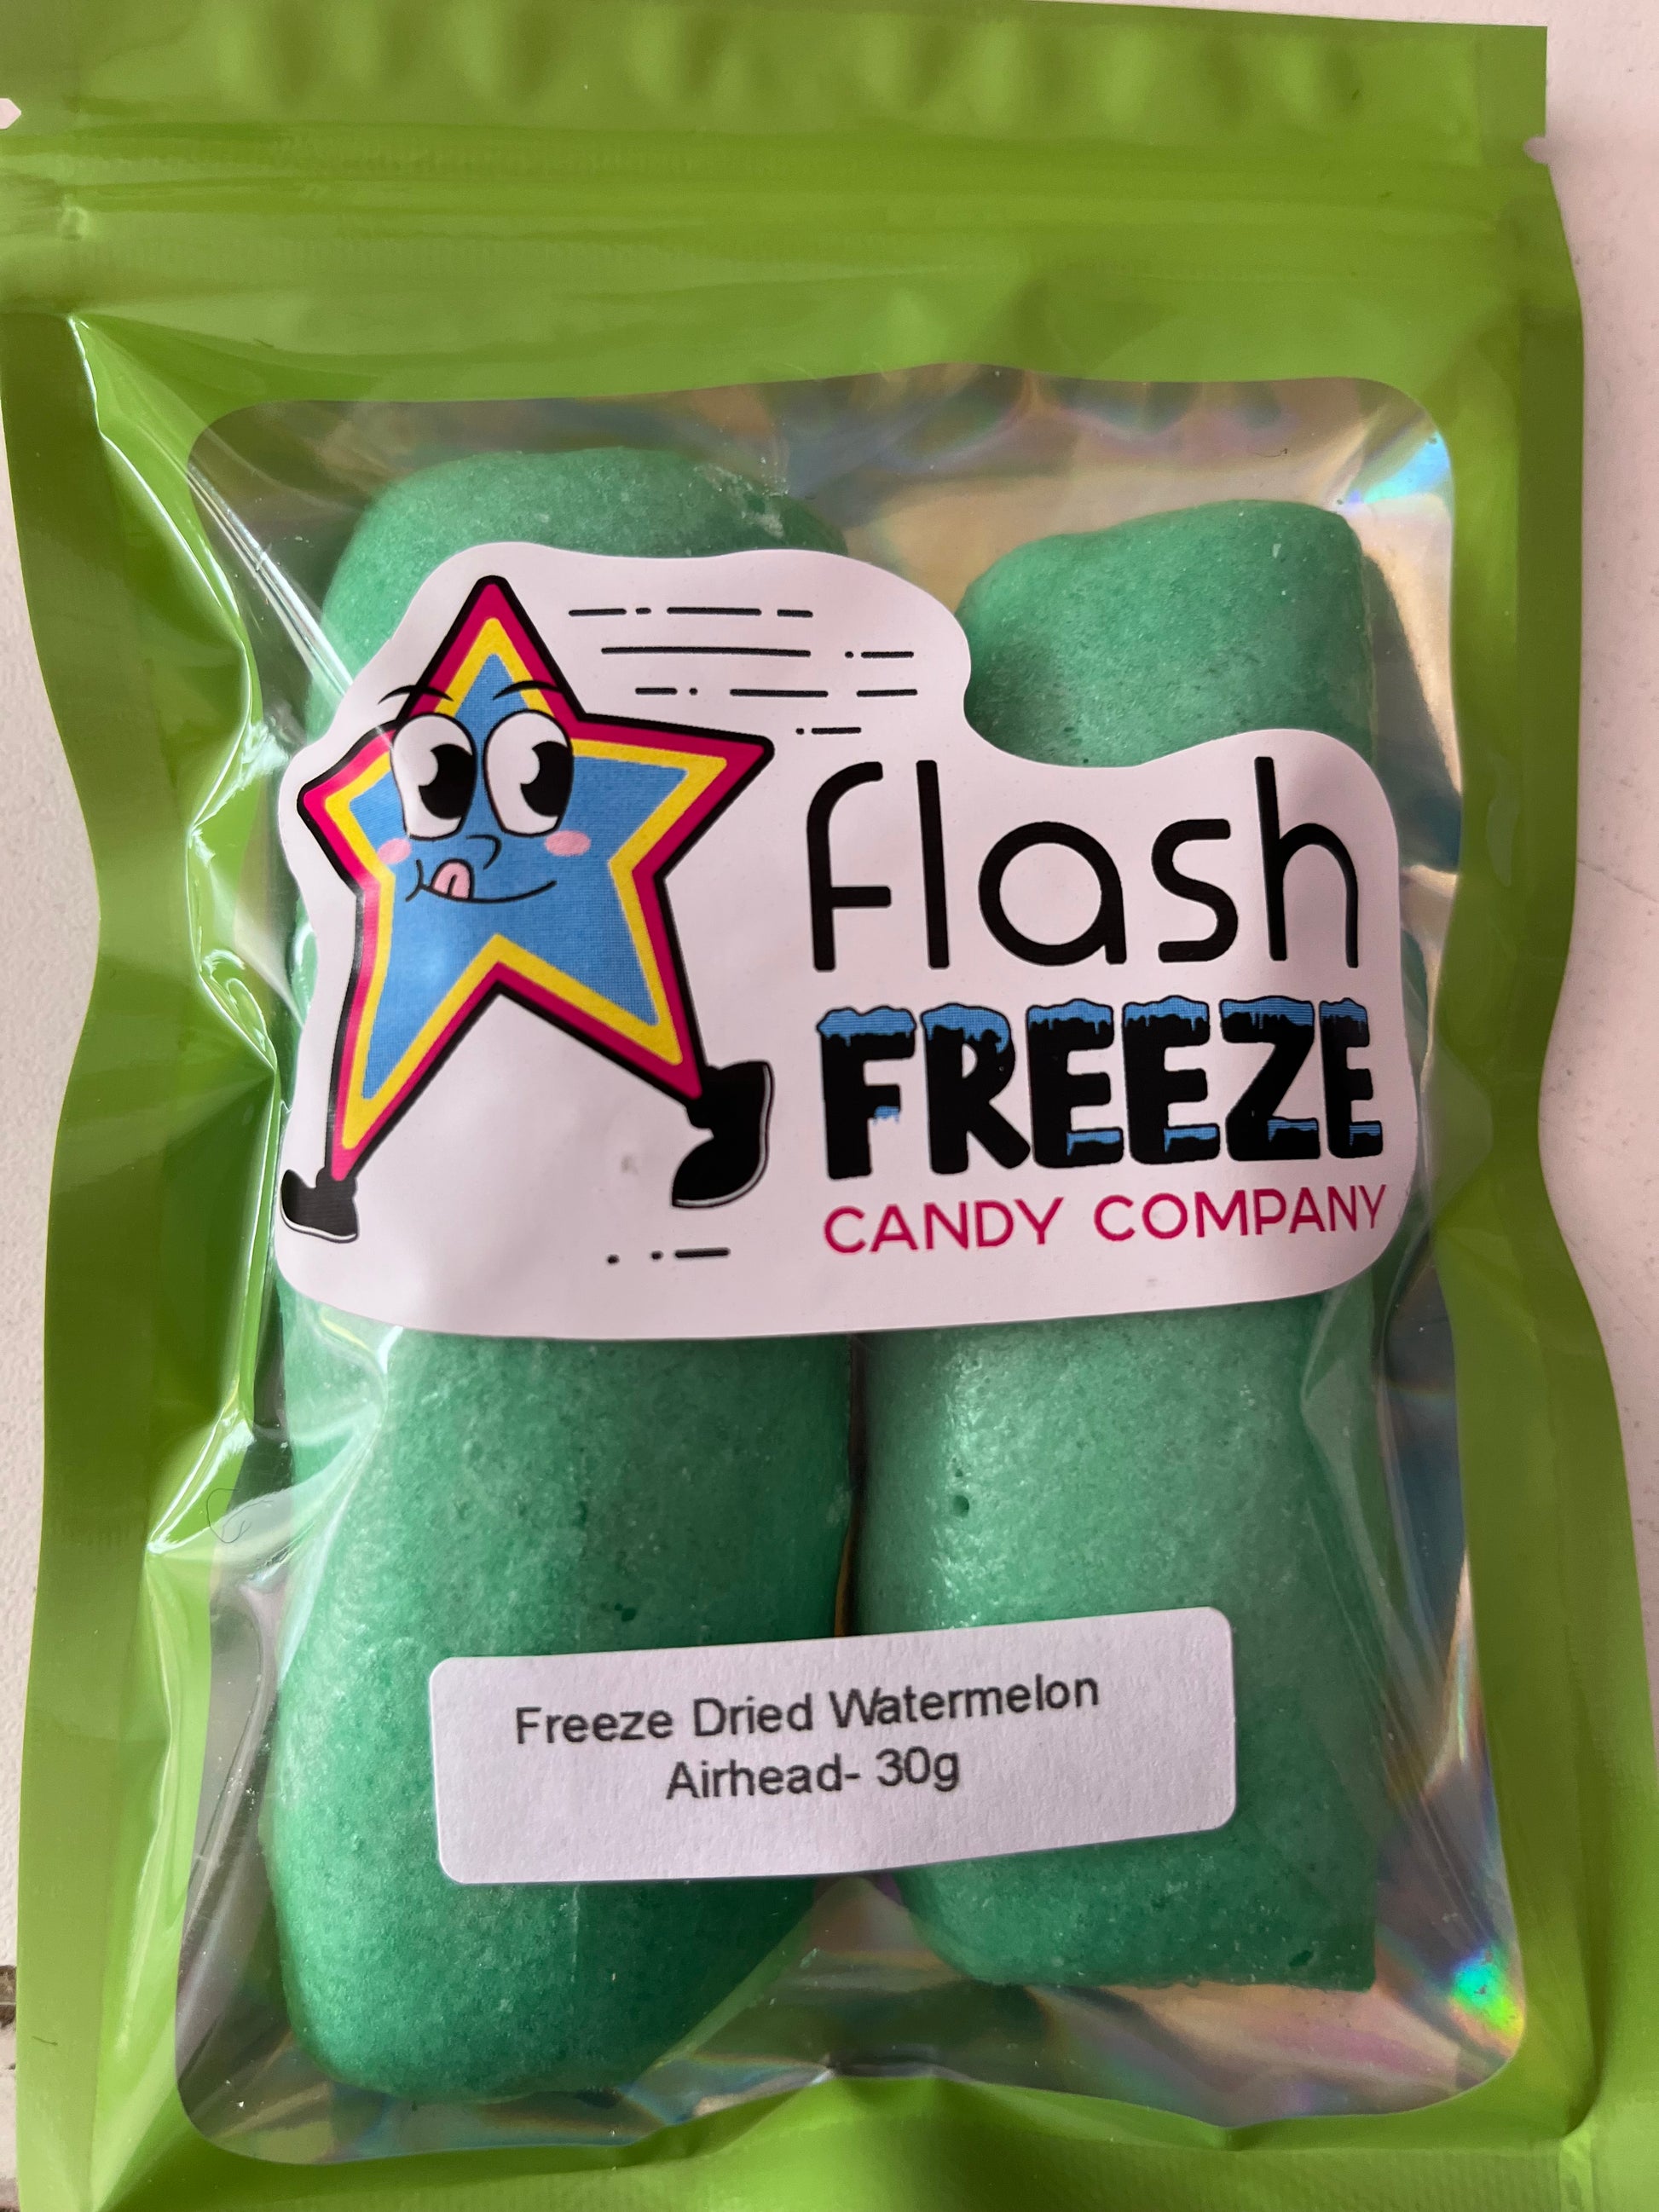 flash
FREEZE
CANDY COMPANY
Freeze Dried Watermelon
Airhead- 30g